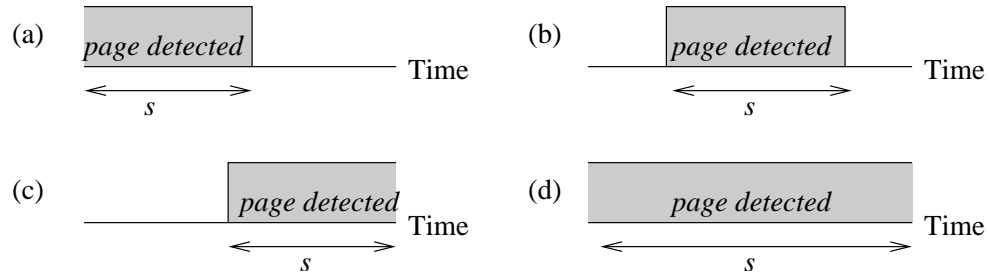 (a) page detected Time
s
(b) page detected Time
s
(c) page detected Time
s
(d) page detected Time
s